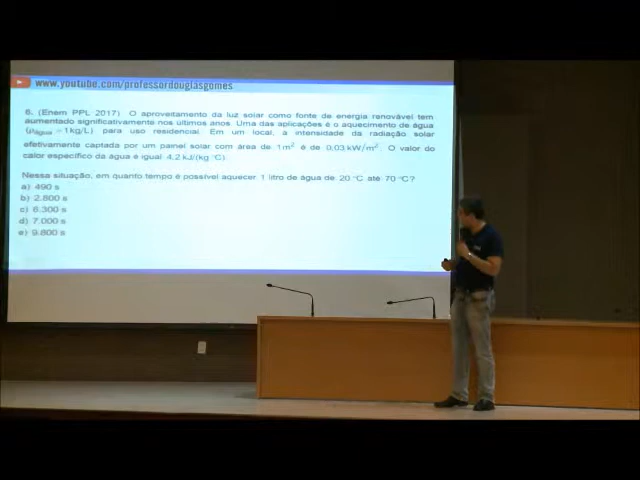 www.youtube.com/professordouglasgomes
6. (Enem PPL 2017) O aproveitamento da luz solar como fonte de energia renovável tem
aumentado significativamente nos últimos anos. Uma das aplicações é o aquecimento de água
(ρágua = 1kg/L) para uso residencial. Em um local, a intensidade da radiação solar
efetivamente captada por um painel solar com área de 1m² é de 0,03 kW/m². O valor do
calor específico da água é igual 4,2 kJ/(kg °C).
Nessa situação, em quanto tempo é possível aquecer 1 litro de água de 20 °C até 70 °C?
a) 490 s
b) 2.800 s
c) 6.300 s
d) 7.000 s
e) 9.800 s